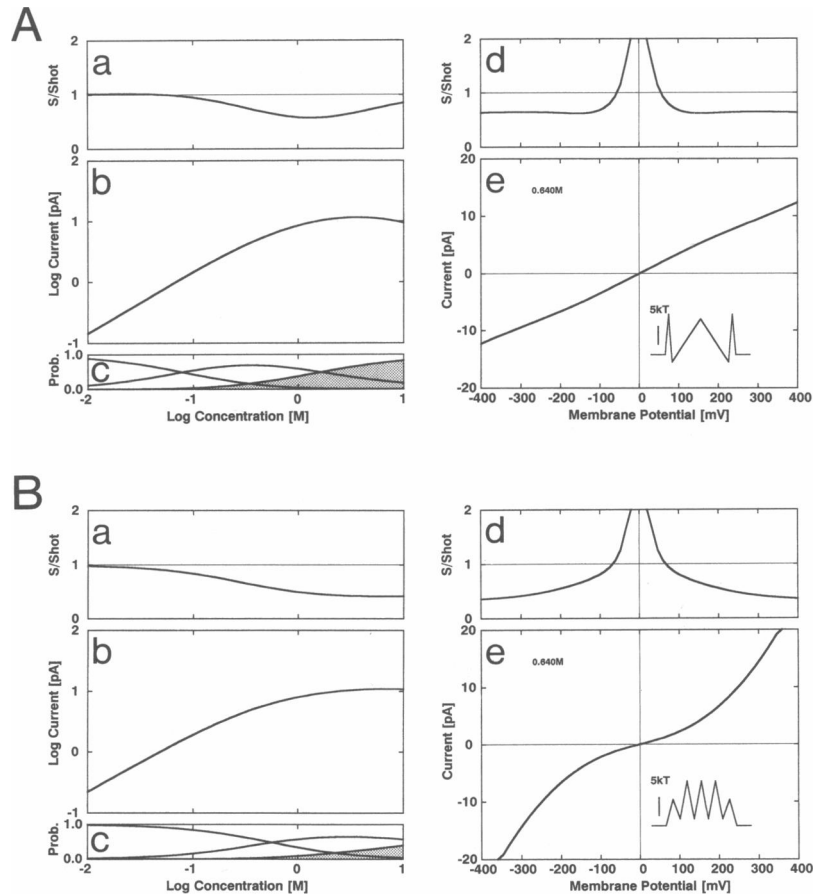 A
a
S/Shot
2
1
0
b
Log Current [pA]
2
1
0
-1
c
Prob.
1.0
0.0
-2
-1
0
1
Log Concentration [M]
d
S/Shot
2
1
0
e
0.640M
Current [pA]
20
10
0
-10
-20
5kT
-400 -300 -200 -100 0 100 200 300 400
Membrane Potential [mV]
B
a
S/Shot
2
1
0
b
Log Current [pA]
2
1
0
-1
c
Prob.
1.0
0.0
-2
-1
0
1
Log Concentration [M]
d
S/Shot
2
1
0
e
0.640M
Current [pA]
20
10
0
-10
-20
5kT
-400 -300 -200 -100 0 100 200 300 400
Membrane Potential [mV]